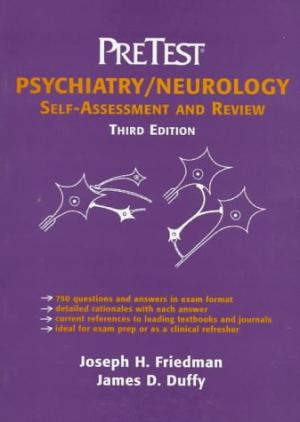 PRETEST®
PSYCHIATRY/NEUROLOGY
SELF-ASSESSMENT AND REVIEW
THIRD EDITION
→ 750 questions and answers in exam format
→ detailed rationales with each answer
→ current references to leading textbooks and journals
→ ideal for exam prep or as a clinical refresher
Joseph H. Friedman
James D. Duffy